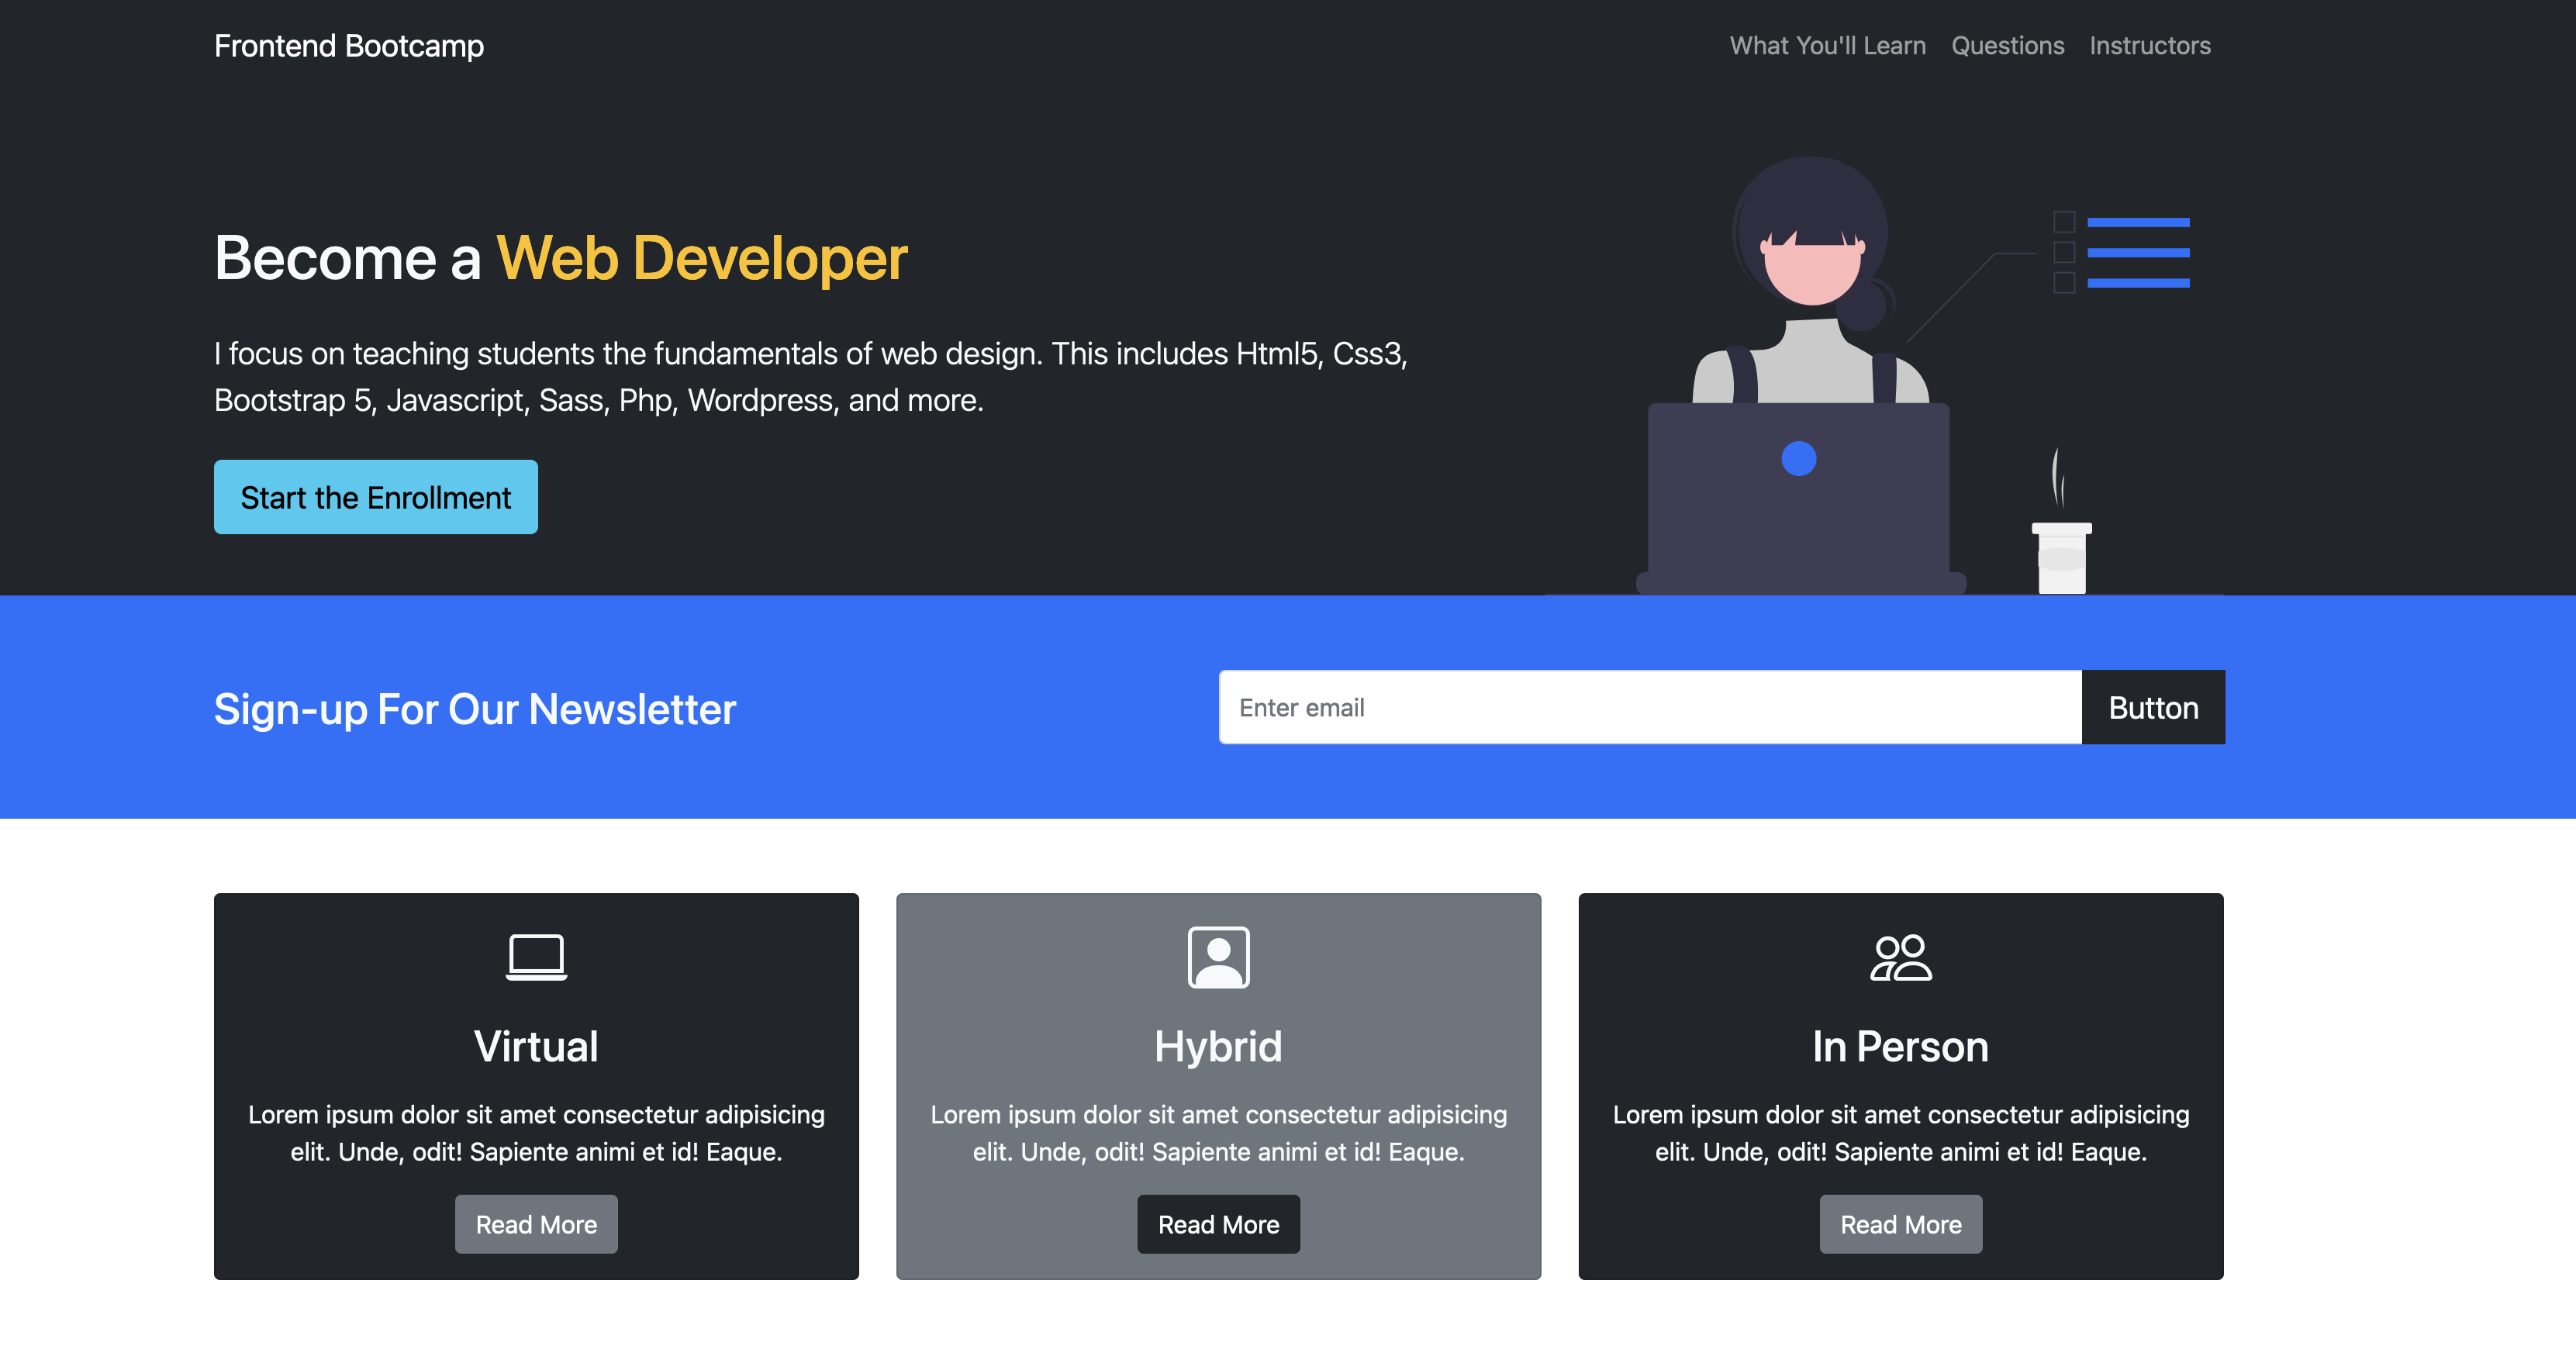 Frontend Bootcamp
What You'll Learn Questions Instructors
Become a Web Developer
I focus on teaching students the fundamentals of web design. This includes Html5, Css3,
Bootstrap 5, Javascript, Sass, Php, Wordpress, and more.
Start the Enrollment
Sign-up For Our Newsletter
Enter email
Button
Virtual
Lorem ipsum dolor sit amet consectetur adipisicing
elit. Unde, odit! Sapiente animi et id! Eaque.
Read More
Hybrid
Lorem ipsum dolor sit amet consectetur adipisicing
elit. Unde, odit! Sapiente animi et id! Eaque.
Read More
In Person
Lorem ipsum dolor sit amet consectetur adipisicing
elit. Unde, odit! Sapiente animi et id! Eaque.
Read More